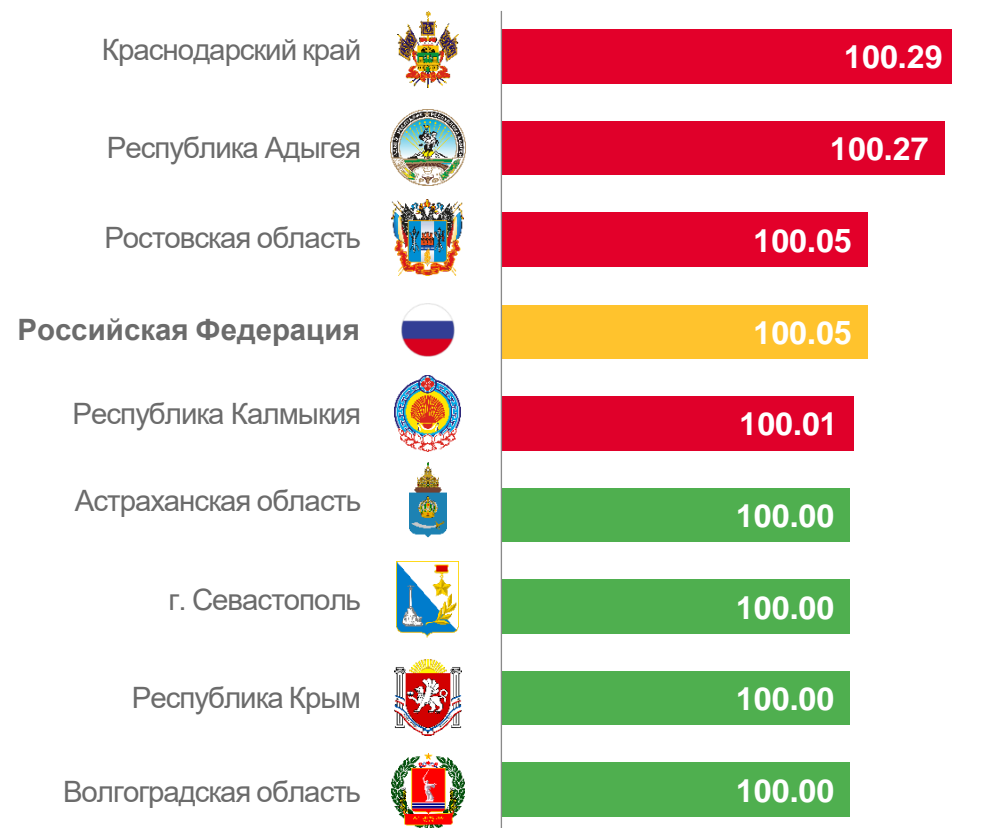 Краснодарский край 100.29
Республика Адыгея 100.27
Ростовская область 100.05
Российская Федерация 100.05
Республика Калмыкия 100.01
Астраханская область 100.00
г. Севастополь 100.00
Республика Крым 100.00
Волгоградская область 100.00